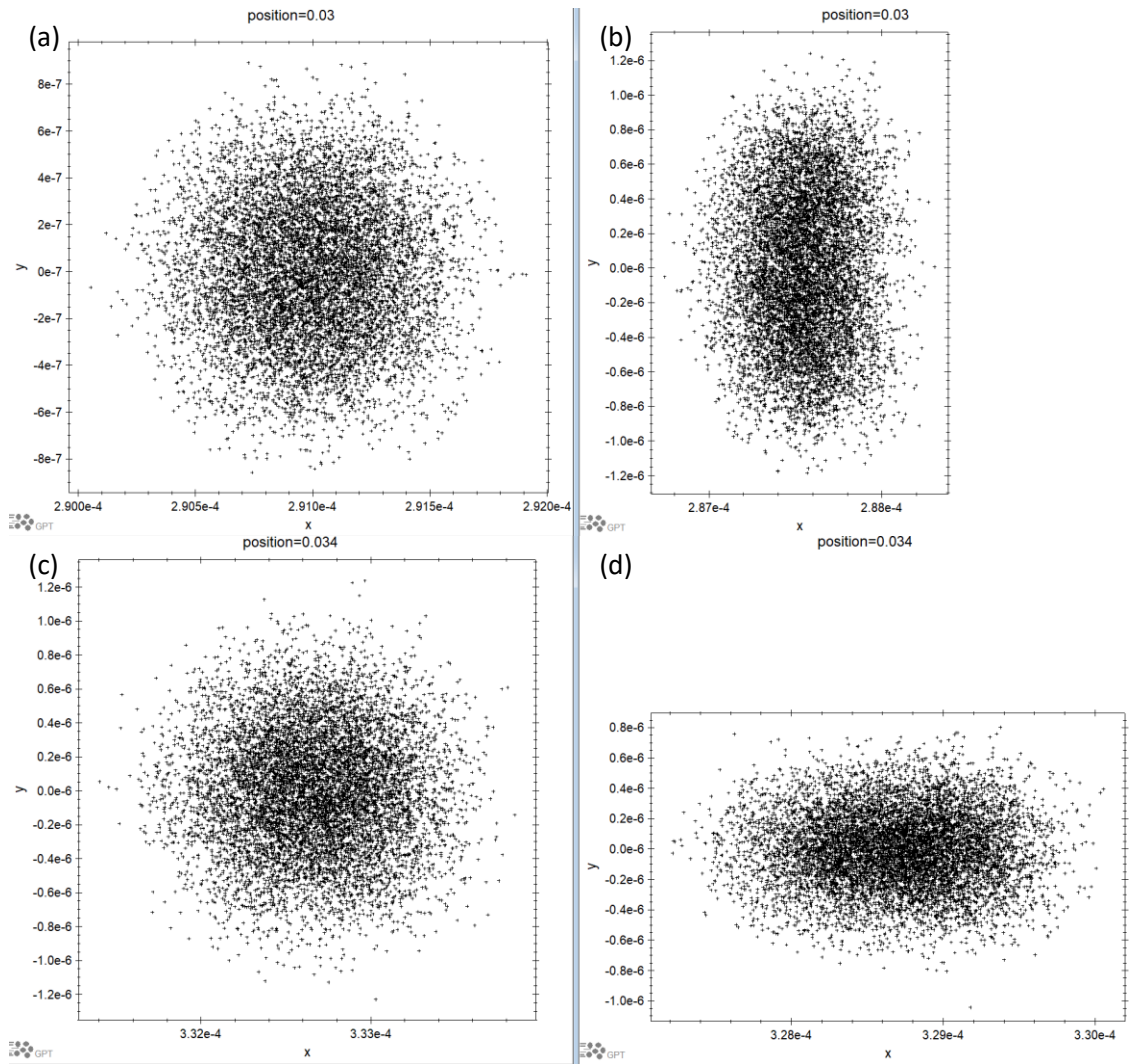 position=0.03
(a)
8e-7
6e-7
4e-7
2e-7
0e-7
-2e-7
-4e-7
-6e-7
-8e-7
y
2.900e-4 2.905e-4 2.910e-4 2.915e-4 2.920e-4
x
GPT
position=0.03
(b)
1.2e-6
1.0e-6
0.8e-6
0.6e-6
0.4e-6
0.2e-6
0.0e-6
-0.2e-6
-0.4e-6
-0.6e-6
-0.8e-6
-1.0e-6
-1.2e-6
y
2.87e-4 2.88e-4
x
GPT
position=0.034
(c)
1.2e-6
1.0e-6
0.8e-6
0.6e-6
0.4e-6
0.2e-6
0.0e-6
-0.2e-6
-0.4e-6
-0.6e-6
-0.8e-6
-1.0e-6
-1.2e-6
y
3.32e-4 3.33e-4
x
GPT
position=0.034
(d)
0.8e-6
0.6e-6
0.4e-6
0.2e-6
0.0e-6
-0.2e-6
-0.4e-6
-0.6e-6
-0.8e-6
-1.0e-6
y
3.28e-4 3.29e-4 3.30e-4
x
GPT